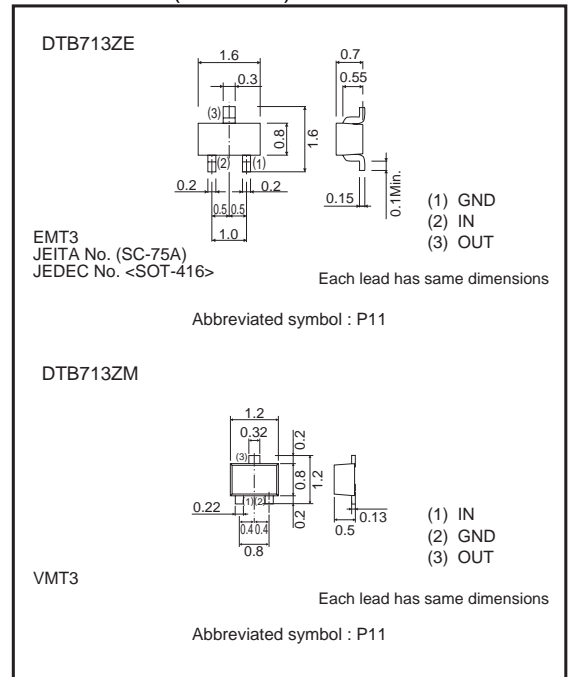 DTB713ZE
1.6
0.3
(3)
0.8
1.6
(2)
(1)
0.2
0.2
0.5 0.5
1.0
0.7
0.55
0.15
0.1Min.
(1) GND
(2) IN
(3) OUT
EMT3
JEITA No. (SC-75A)
JEDEC No. <SOT-416>
Each lead has same dimensions
Abbreviated symbol : P11
DTB713ZM
1.2
0.32
0.2
(3)
0.8
1.2
0.22
(1)
(2)
0.2
0.4 0.4
0.8
0.5
0.13
(1) IN
(2) GND
(3) OUT
VMT3
Each lead has same dimensions
Abbreviated symbol : P11